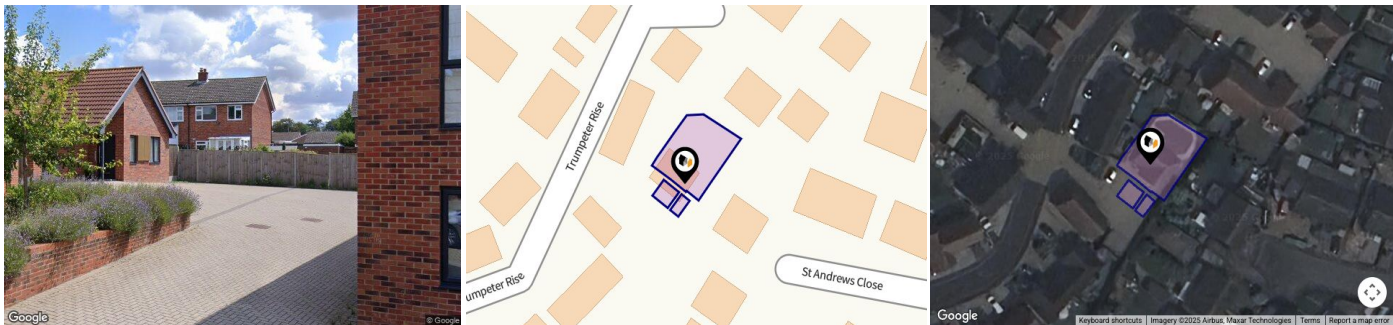 Google
© Google
Trumpeter Rise
umpeter Rise
St Andrews Close
Google
Keyboard shortcuts
Imagery ©2025 Airbus, Maxar Technologies
Terms
Report a map error